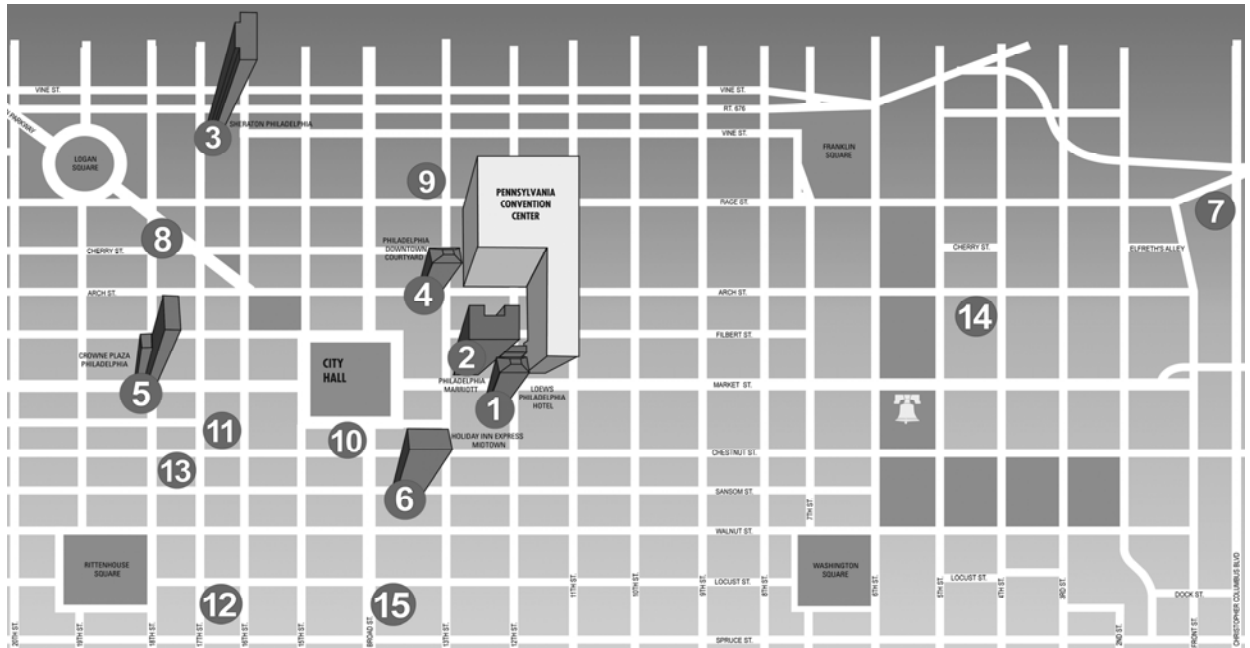 VINE ST.
VINE ST.
RT. 676
PARKWAY
3
SHERATON PHILADELPHIA
VINE ST.
LOGAN
SQUARE
FRANKLIN
SQUARE
9
PENNSYLVANIA
CONVENTION
CENTER
RACE ST.
7
8
CHERRY ST.
PHILADELPHIA
DOWNTOWN
COURTYARD
CHERRY ST.
ELFRETH'S ALLEY
4
ARCH ST.
ARCH ST.
14
FILBERT ST.
CROWNE PLAZA
PHILADELPHIA
CITY
HALL
2
PHILADELPHIA
MARRIOTT
MARKET ST.
5
1
LOEWS
PHILADELPHIA
HOTEL
11
10
HOLIDAY INN EXPRESS
MIDTOWN
CHESTNUT ST.
13
6
SANSOM ST.
7TH ST.
WALNUT ST.
RITTENHOUSE
SQUARE
WASHINGTON
SQUARE
LOCUST ST.
LOCUST ST.
12
15
DOCK ST.
20TH ST.
19TH ST.
18TH ST.
17TH ST.
16TH ST.
15TH ST.
BROAD ST.
13TH ST.
12TH ST.
11TH ST.
10TH ST.
9TH ST.
8TH ST.
6TH ST.
5TH ST.
4TH ST.
3RD ST.
2ND ST.
FRONT ST.
CHRISTOPHER COLUMBUS BLVD
SPRUCE ST.